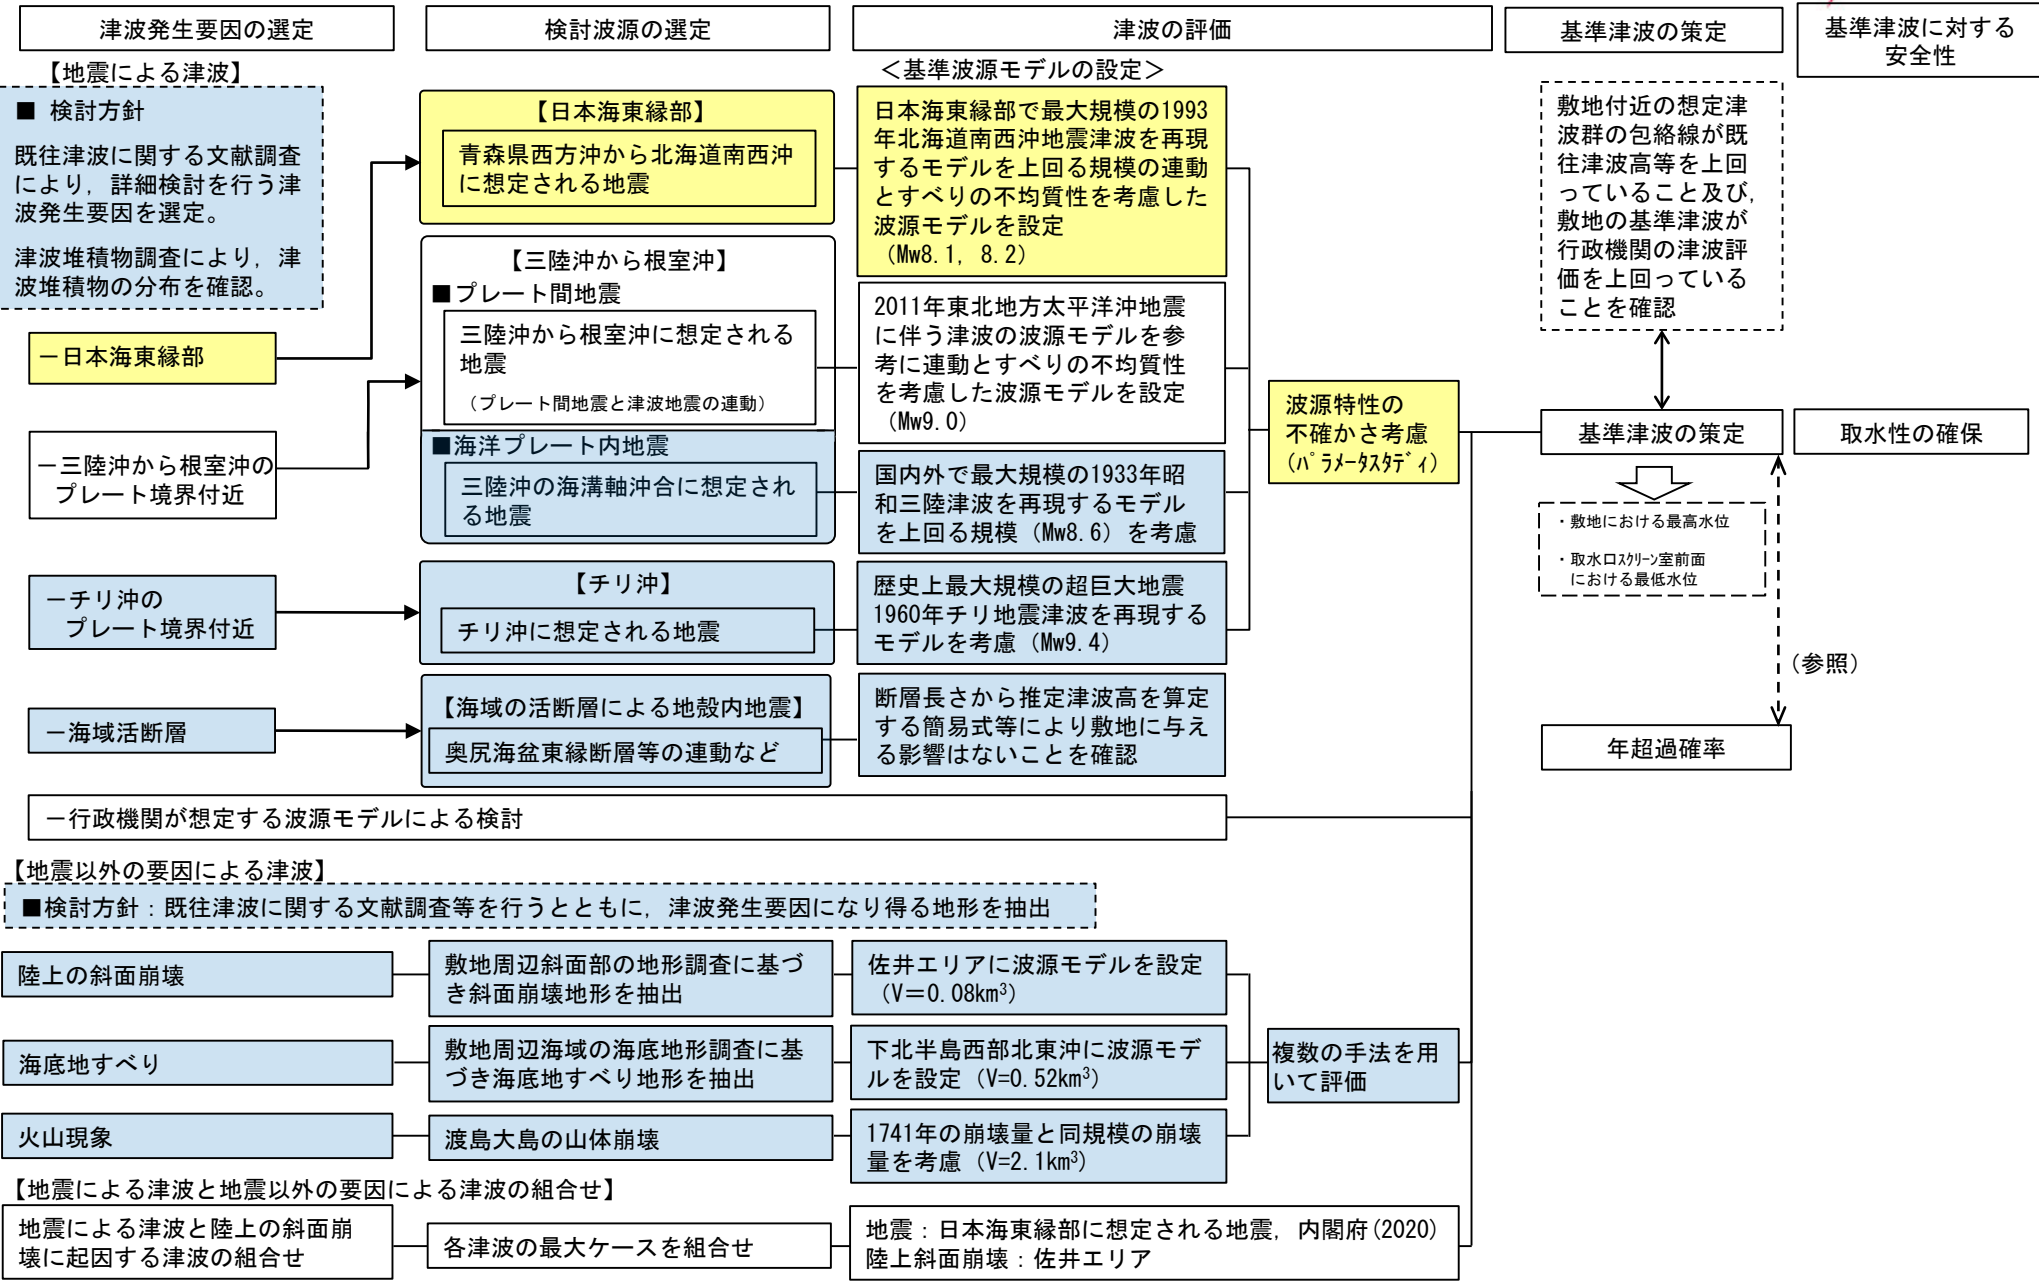 津波発生要因の選定
検討波源の選定
津波の評価
基準津波の策定
基準津波に対する
安全性
【地震による津波】
■ 検討方針
既往津波に関する文献調査
により，詳細検討を行う津
波発生要因を選定。
津波堆積物調査により，津
波堆積物の分布を確認。
－日本海東縁部
－三陸沖から根室沖の
プレート境界付近
－チリ沖の
プレート境界付近
－海域活断層
【日本海東縁部】
青森県西方沖から北海道南西沖
に想定される地震
【三陸沖から根室沖】
■プレート間地震
三陸沖から根室沖に想定される
地震
（プレート間地震と津波地震の連動）
■海洋プレート内地震
三陸沖の海溝軸沖合に想定され
る地震
【チリ沖】
チリ沖に想定される地震
【海域の活断層による地殻内地震】
奥尻海盆東縁断層等の連動など
＜基準波源モデルの設定＞
日本海東縁部で最大規模の1993
年北海道南西沖地震津波を再現
するモデルを上回る規模の連動
とすべりの不均質性を考慮した
波源モデルを設定
（Mw8.1, 8.2）
2011年東北地方太平洋沖地震
に伴う津波の波源モデルを参
考に連動とすべりの不均質性
を考慮した波源モデルを設定
（Mw9.0）
国内外で最大規模の1933年昭
和三陸津波を再現するモデル
を上回る規模（Mw8.6）を考慮
歴史上最大規模の超巨大地震
1960年チリ地震津波を再現する
モデルを考慮（Mw9.4）
断層長さから推定津波高を算定
する簡易式等により敷地に与え
る影響はないことを確認
波源特性の
不確かさ考慮
（ﾊﾟﾗﾒｰﾀｽﾀﾃﾞｨ）
敷地付近の想定津
波群の包絡線が既
往津波高等を上回
っていること及び，
敷地の基準津波が
行政機関の津波評
価を上回っている
ことを確認
基準津波の策定
取水性の確保
・敷地における最高水位
・取水口ｽｸﾘｰﾝ室前面
における最低水位
（参照）
年超過確率
－行政機関が想定する波源モデルによる検討
【地震以外の要因による津波】
■検討方針：既往津波に関する文献調査等を行うとともに，津波発生要因になり得る地形を抽出
陸上の斜面崩壊
敷地周辺斜面部の地形調査に基づ
き斜面崩壊地形を抽出
佐井エリアに波源モデルを設定
（V＝0.08km³）
海底地すべり
敷地周辺海域の海底地形調査に基
づき海底地すべり地形を抽出
下北半島西部北東沖に波源モデ
ルを設定（V=0.52km³）
火山現象
渡島大島の山体崩壊
1741年の崩壊量と同規模の崩壊
量を考慮（V=2.1km³）
複数の手法を用
いて評価
【地震による津波と地震以外の要因による津波の組合せ】
地震による津波と陸上の斜面崩
壊に起因する津波の組合せ
各津波の最大ケースを組合せ
地震：日本海東縁部に想定される地震，内閣府(2020)
陸上斜面崩壊：佐井エリア